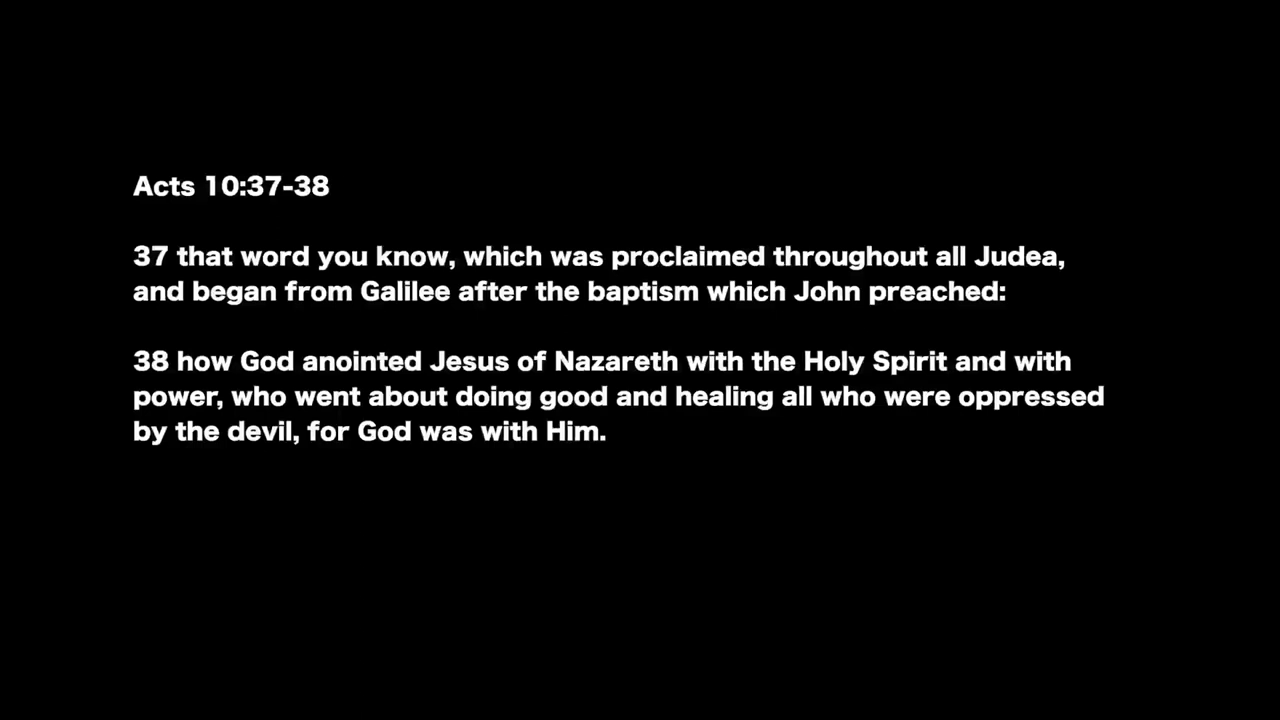 Acts 10:37-38
37 that word you know, which was proclaimed throughout all Judea,
and began from Galilee after the baptism which John preached:
38 how God anointed Jesus of Nazareth with the Holy Spirit and with
power, who went about doing good and healing all who were oppressed
by the devil, for God was with Him.